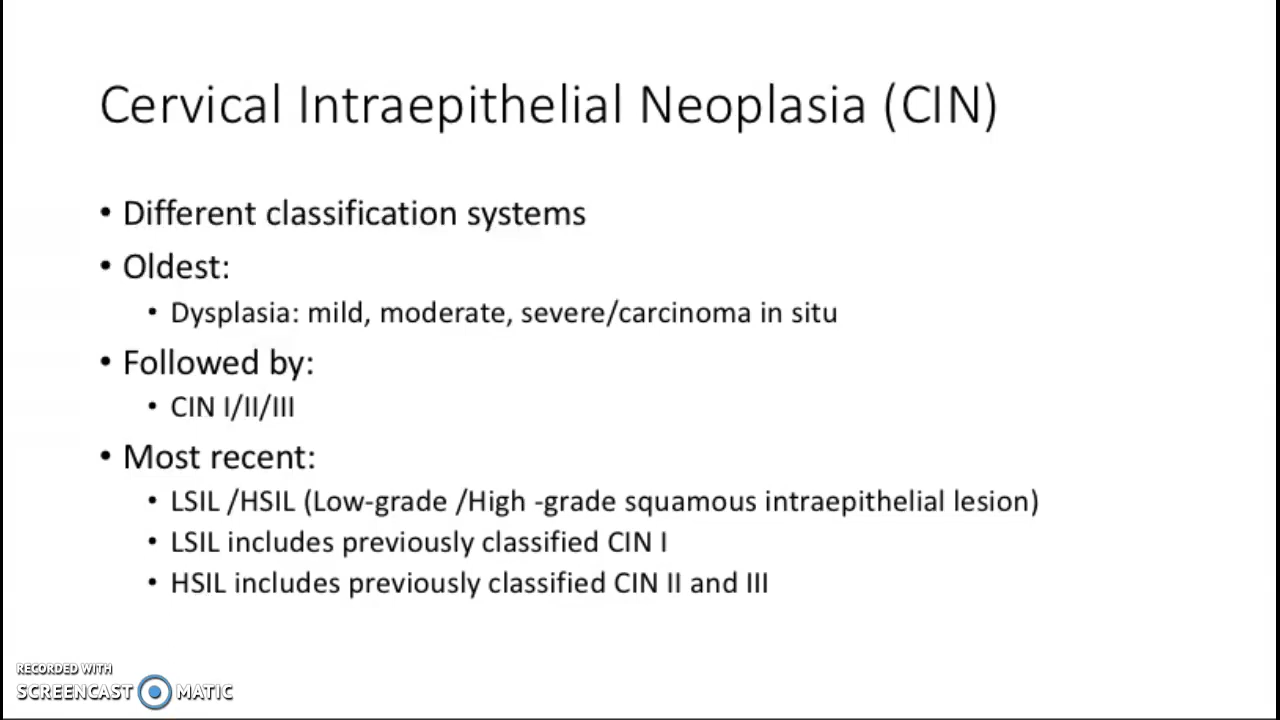 Cervical Intraepithelial Neoplasia (CIN)
• Different classification systems
• Oldest:
• Dysplasia: mild, moderate, severe/carcinoma in situ
• Followed by:
• CIN I/II/III
• Most recent:
• LSIL /HSIL (Low-grade /High -grade squamous intraepithelial lesion)
• LSIL includes previously classified CIN I
• HSIL includes previously classified CIN II and III
RECORDED WITH
SCREENCAST MATIC